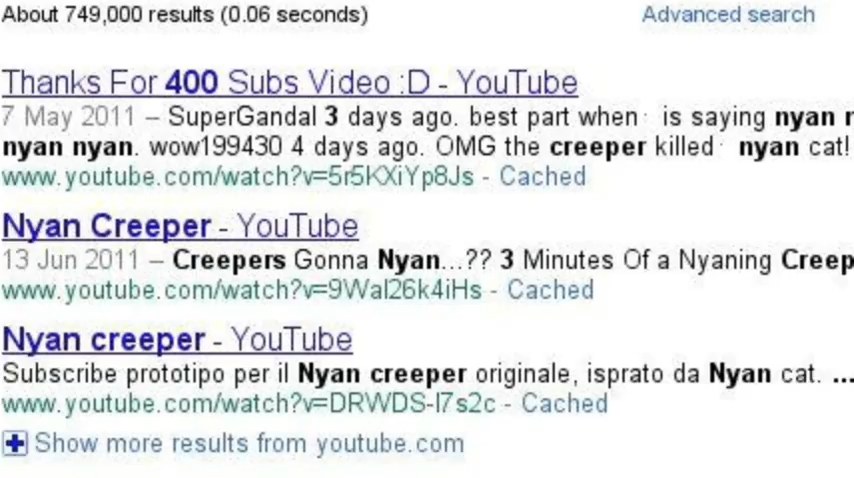 About 749,000 results (0.06 seconds) Advanced search
Thanks For 400 Subs Video :D - YouTube
7 May 2011 – SuperGandal 3 days ago. best part when is saying nyan
nyan nyan. wow199430 4 days ago. OMG the creeper killed nyan cat!
www.youtube.com/watch?v=5r5KXiYp8Js - Cached
Nyan Creeper - YouTube
13 Jun 2011 – Creepers Gonna Nyan...?? 3 Minutes Of a Nyaning Creep
www.youtube.com/watch?v=9Wal26k4iHs - Cached
Nyan creeper - YouTube
Subscribe prototipo per il Nyan creeper originale, isprato da Nyan cat. ...
www.youtube.com/watch?v=DRWDS-I7s2c - Cached
Show more results from youtube.com